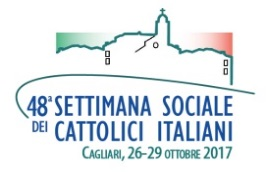 48ª SETTIMANA SOCIALE
DEI CATTOLICI ITALIANI
CAGLIARI, 26-29 OTTOBRE 2017